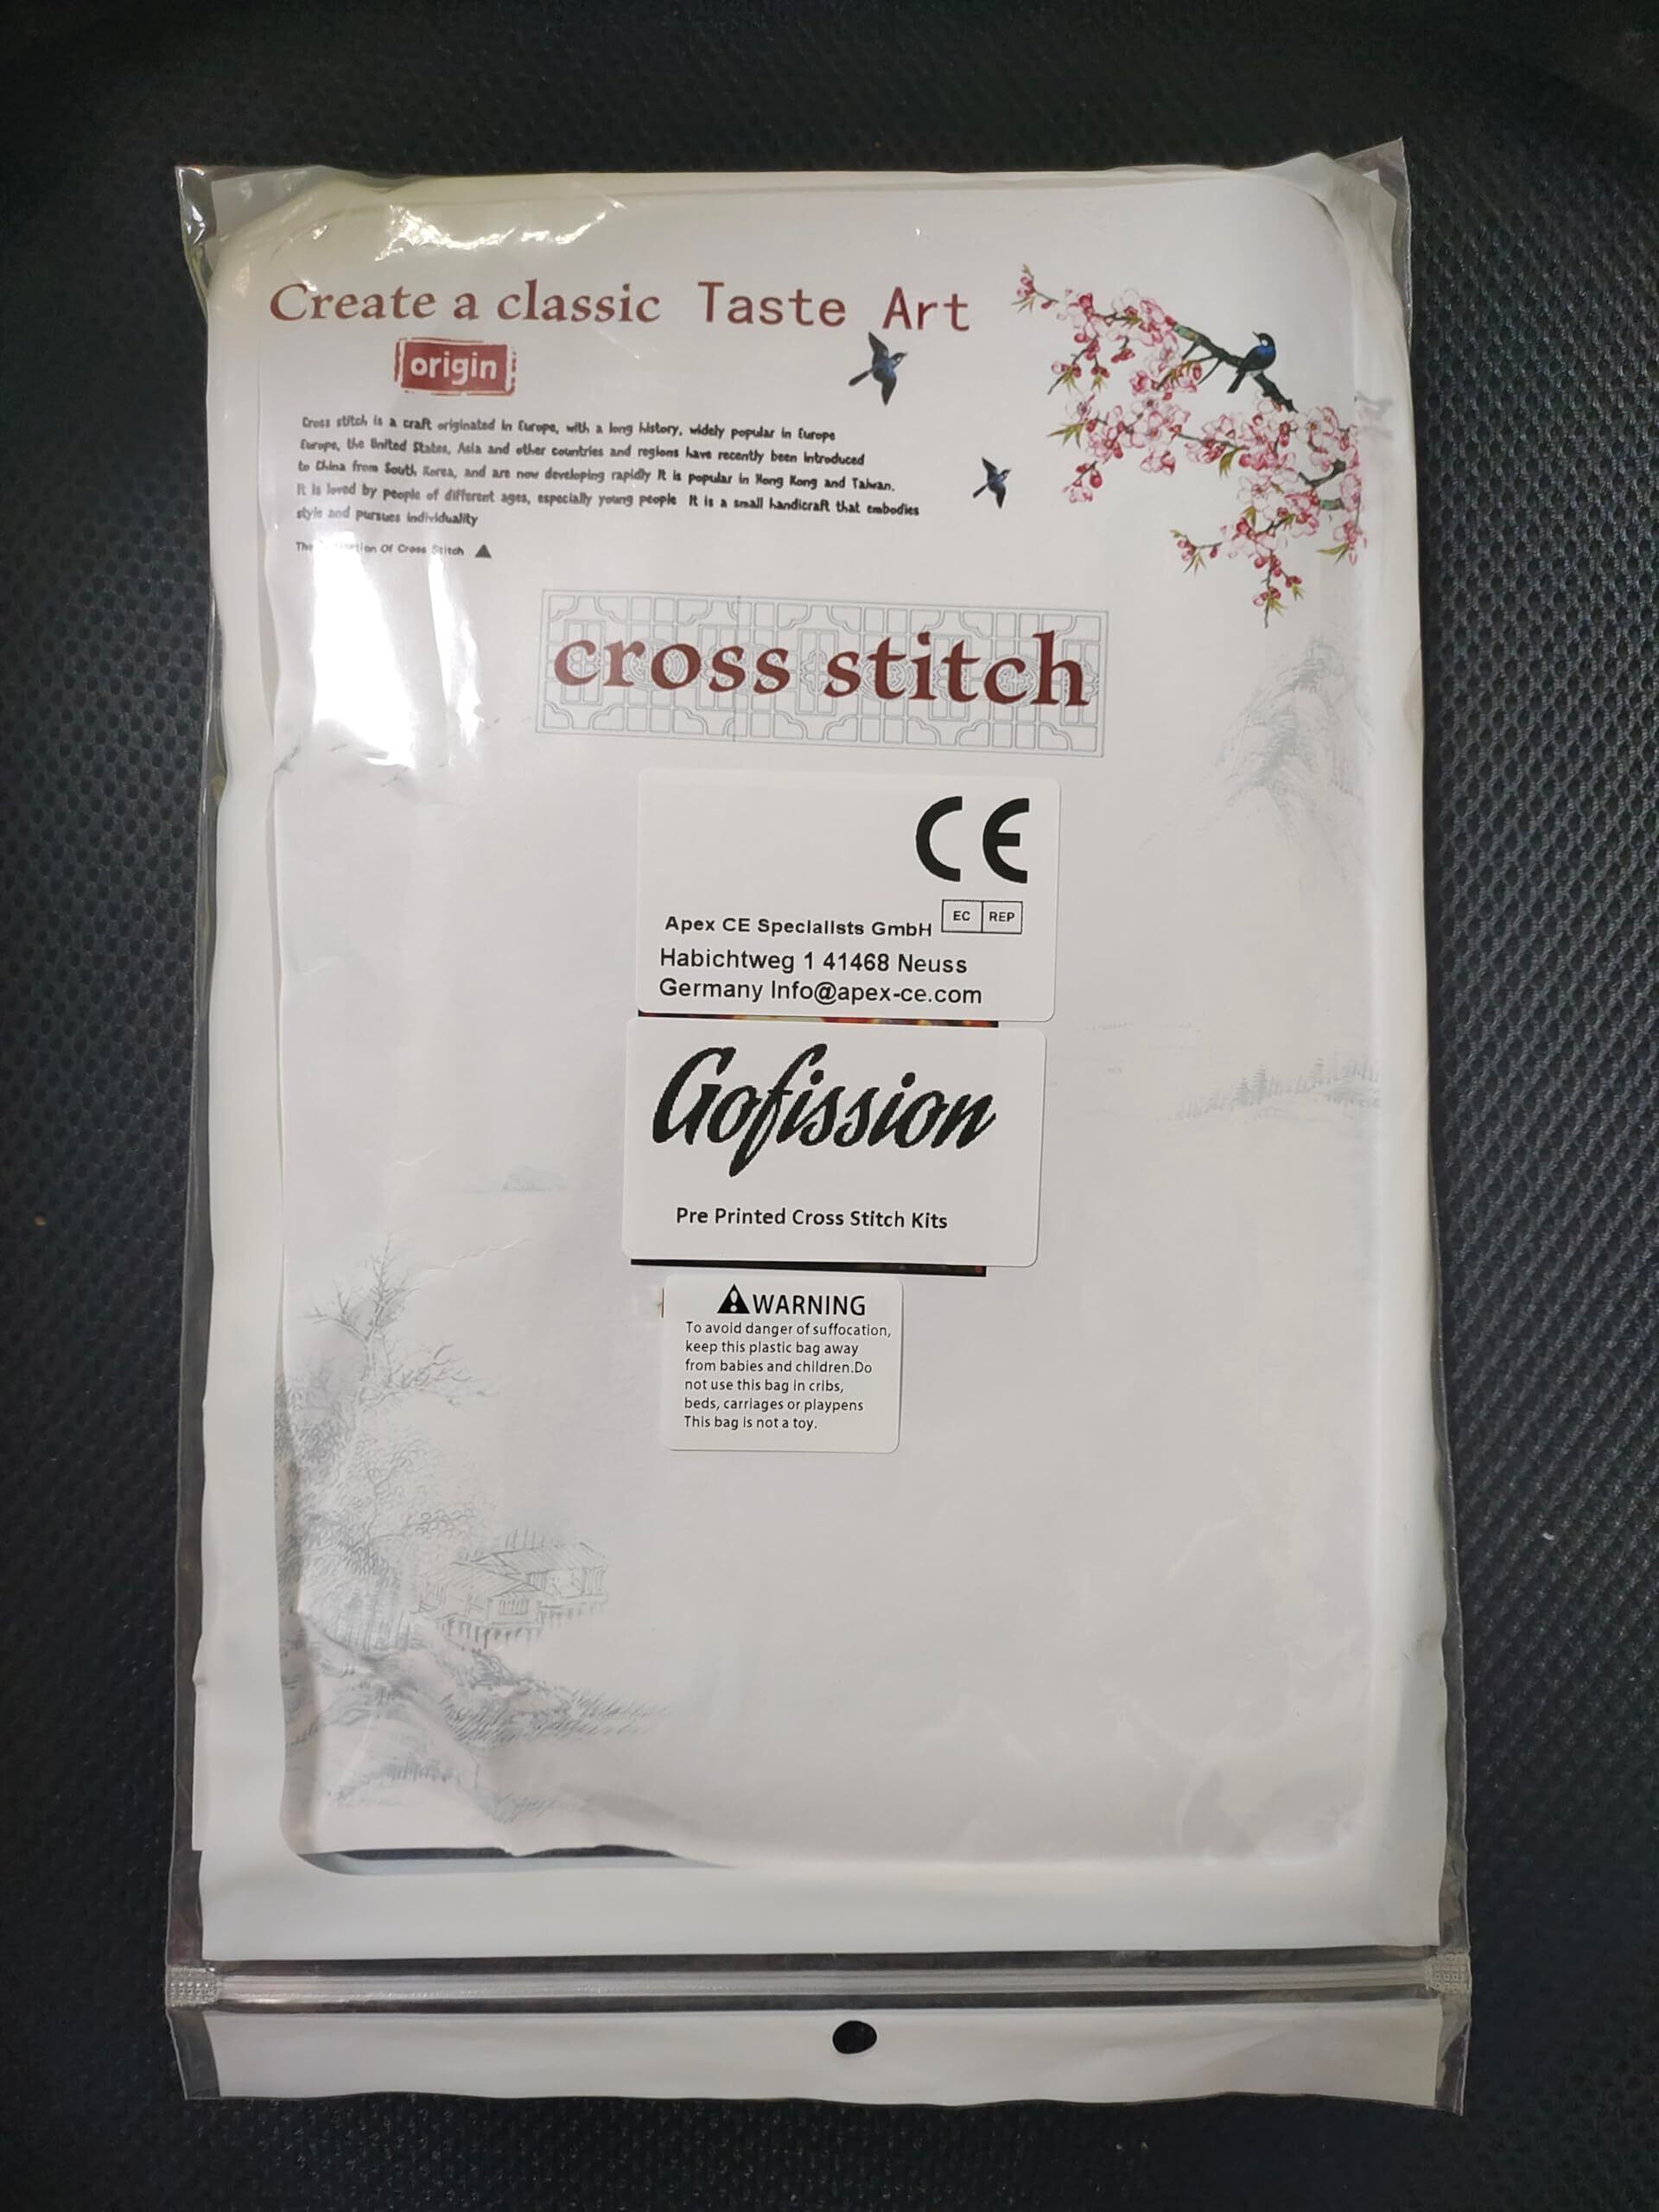 Create a classic Taste Art
origin
Cross stitch is a craft originated in Europe, with a long history, widely popular in Europe
Europe, the United States, Asia and other countries and regions have recently been introduced
to China from South Korea, and are now developing rapidly It is popular in Hong Kong and Taiwan.
It is loved by people of different ages, especially young people It is a small handicraft that embodies
style and pursues individuality
The Of Cross Stitch
cross stitch
CE
Apex CE Speclallsts GmbH EC REP
Habichtweg 1 41468 Neuss
Germany Info@apex-ce.com
Gofission
Pre Printed Cross Stitch Kits
WARNING
To avoid danger of suffocation,
keep this plastic bag away
from babies and children.Do
not use this bag in cribs,
beds, carriages or playpens
This bag is not a toy.